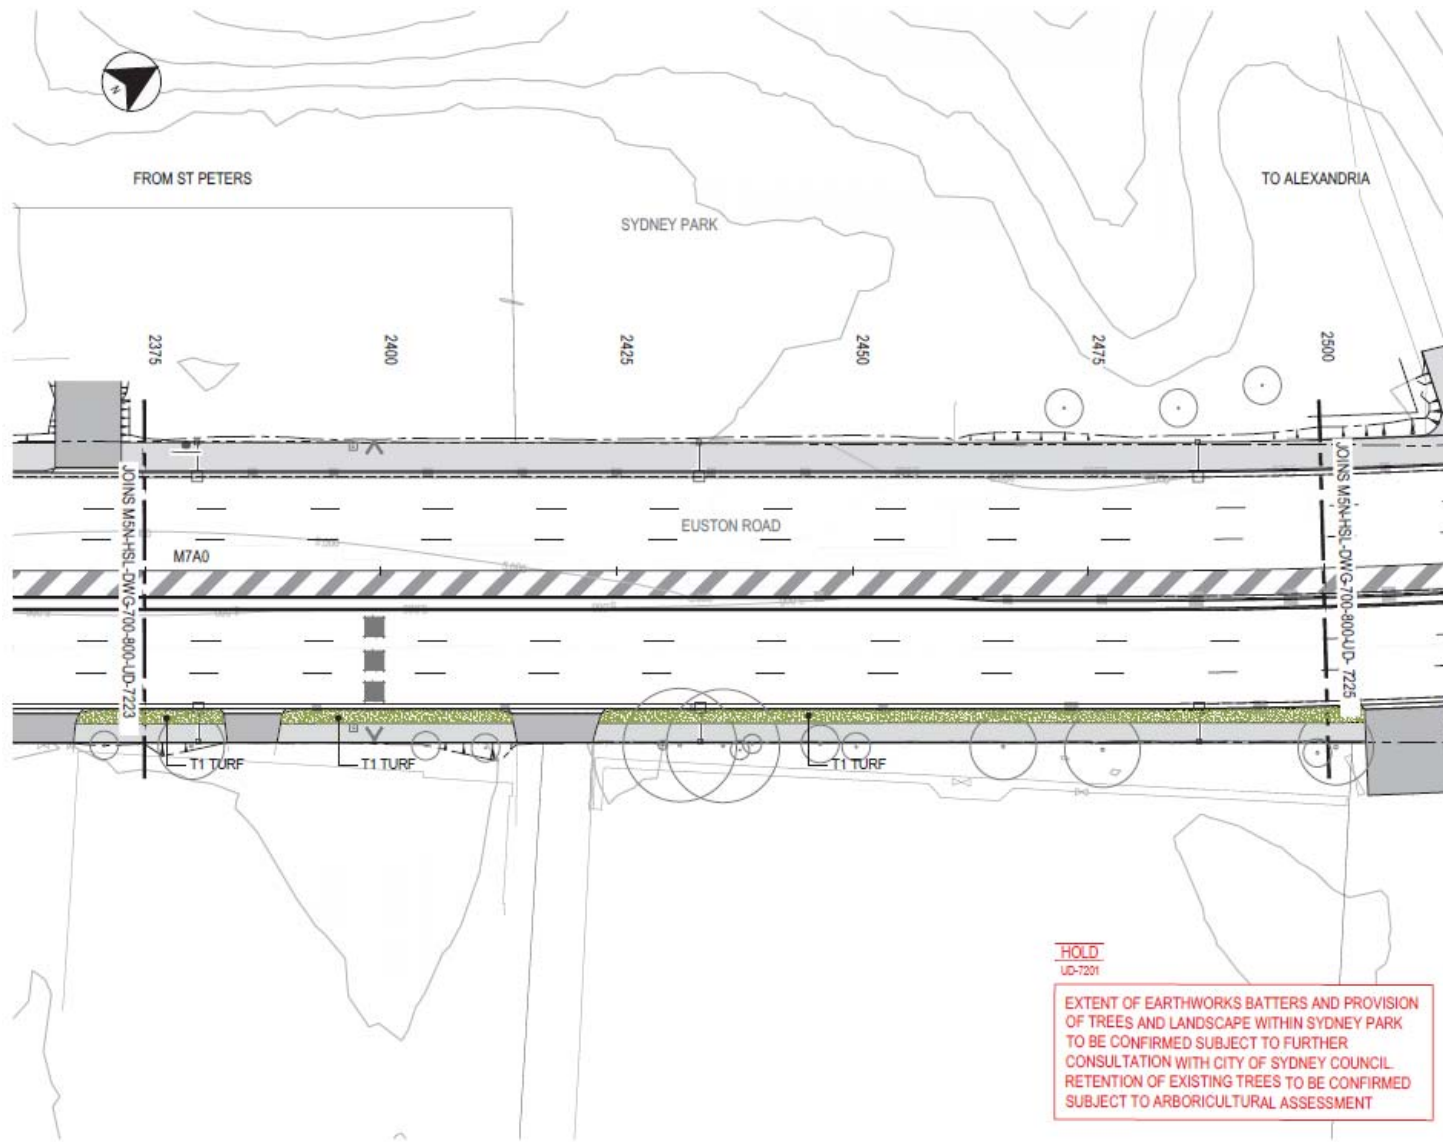 N
FROM ST PETERS
TO ALEXANDRIA
SYDNEY PARK
2375
2400
2425
2450
2475
2500
JOINS M5N-HSL-DWG-700-800-UD-7223
JOINS M5N-HSL-DWG-700-800-UD- 7225
EUSTON ROAD
M7A0
T1 TURF
T1 TURF
T1 TURF
HOLD
UD-7201
EXTENT OF EARTHWORKS BATTERS AND PROVISION
OF TREES AND LANDSCAPE WITHIN SYDNEY PARK
TO BE CONFIRMED SUBJECT TO FURTHER
CONSULTATION WITH CITY OF SYDNEY COUNCIL.
RETENTION OF EXISTING TREES TO BE CONFIRMED
SUBJECT TO ARBORICULTURAL ASSESSMENT